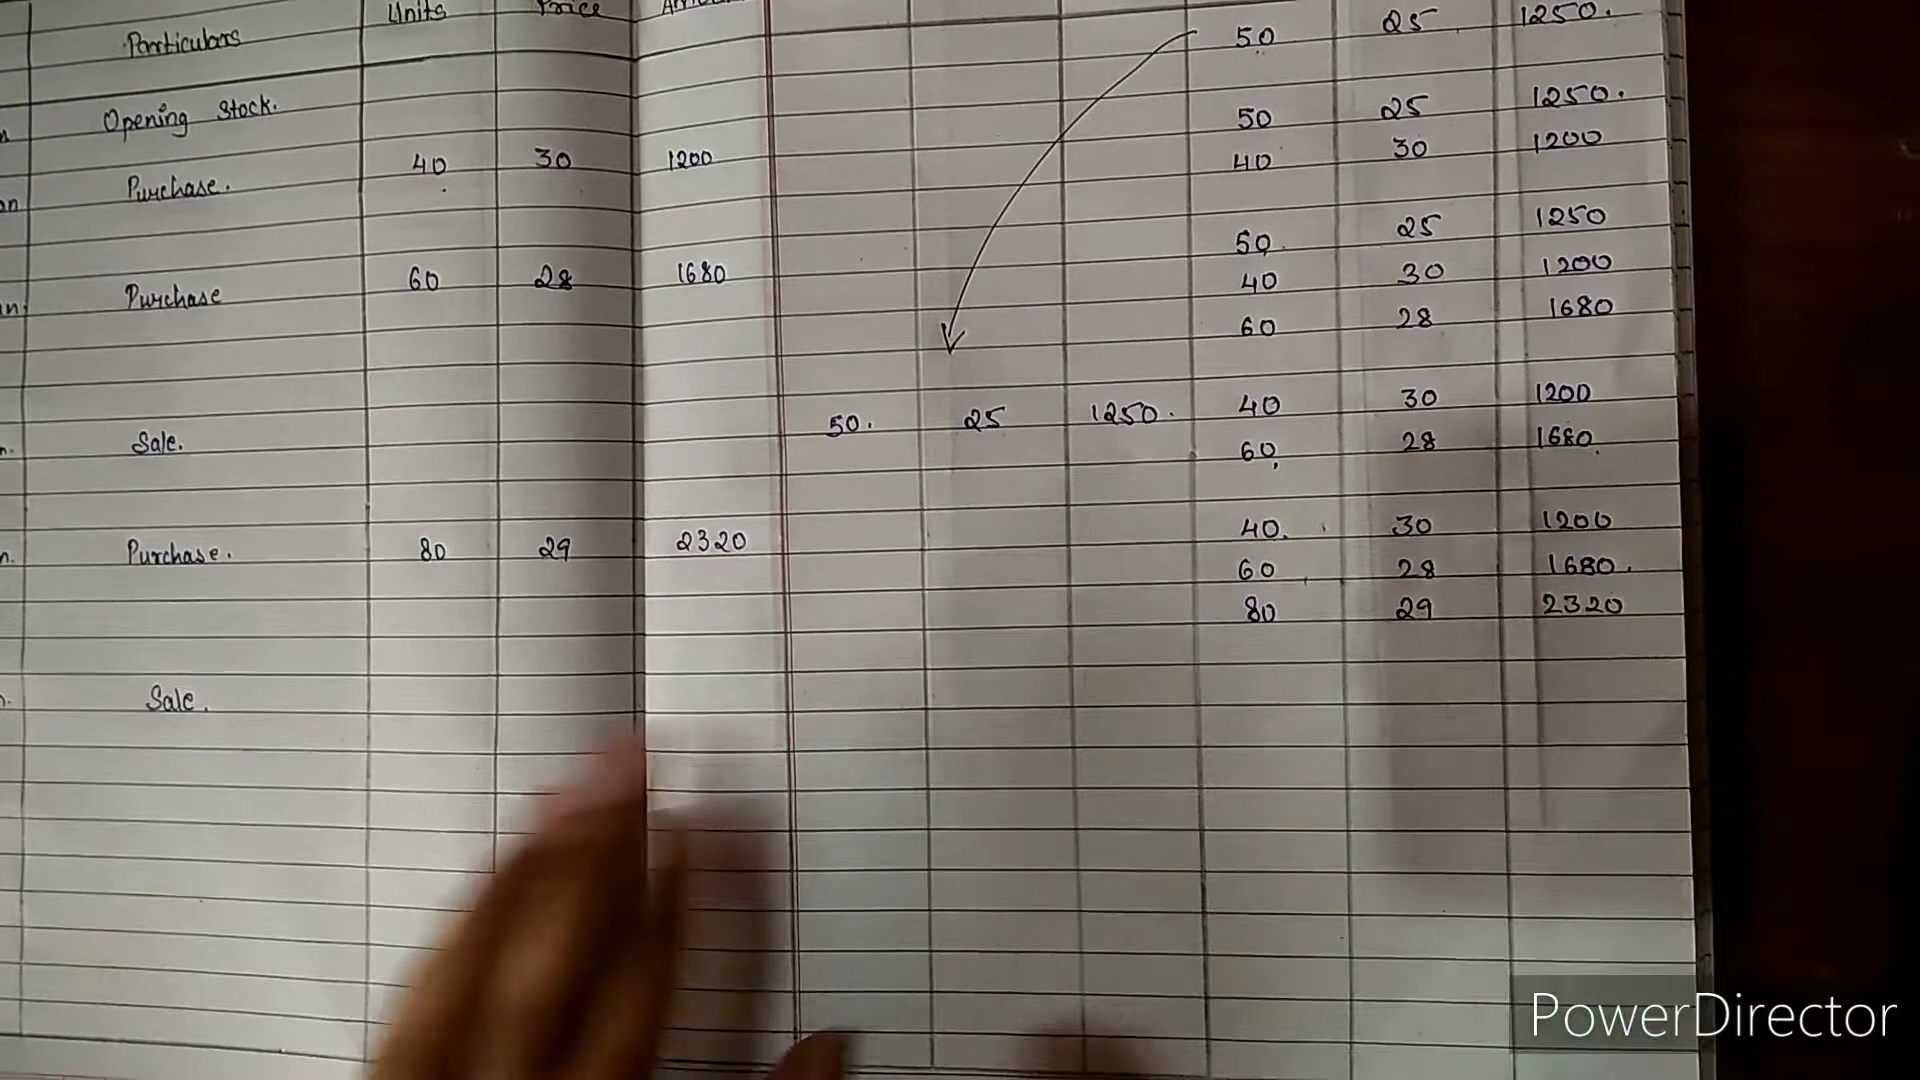 Particulars Units Price
50 25 1250.
Opening Stock.
50 25 1250.
Purchase. 40 30 1200 40 30 1200
50. 25 1250
Purchase 60 28 1680 40 30 1200
60 28 1680
Sale. 50. 25 1250. 40 30 1200
60, 28 1680.
Purchase. 80 29 2320 40. 30 1200
60 28 1680.
80 29 2320
Sale.
PowerDirector